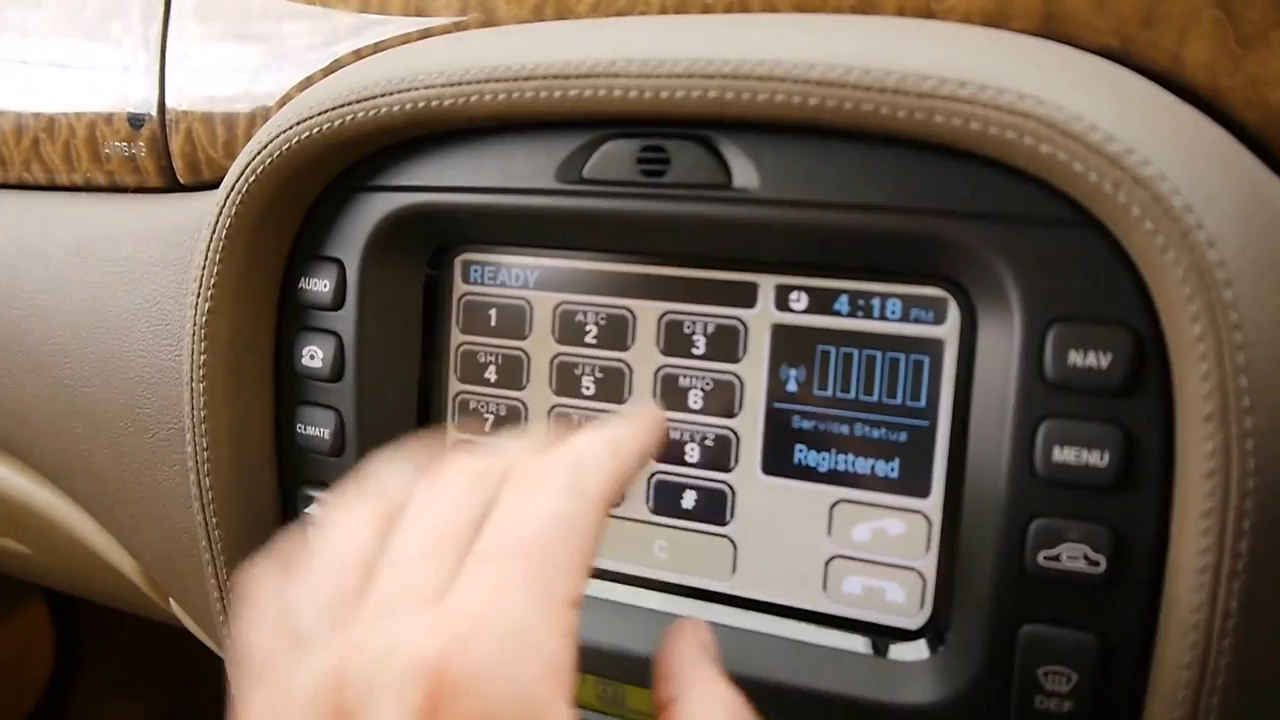 AIRBAG
READY
4:18 PM
1
ABC
2
DEF
3
GHI
4
JKL
5
MNO
6
PQRS
7
WXYZ
9
#
C
Service Status
Registered
AUDIO
CLIMATE
NAV
MENU
DEF